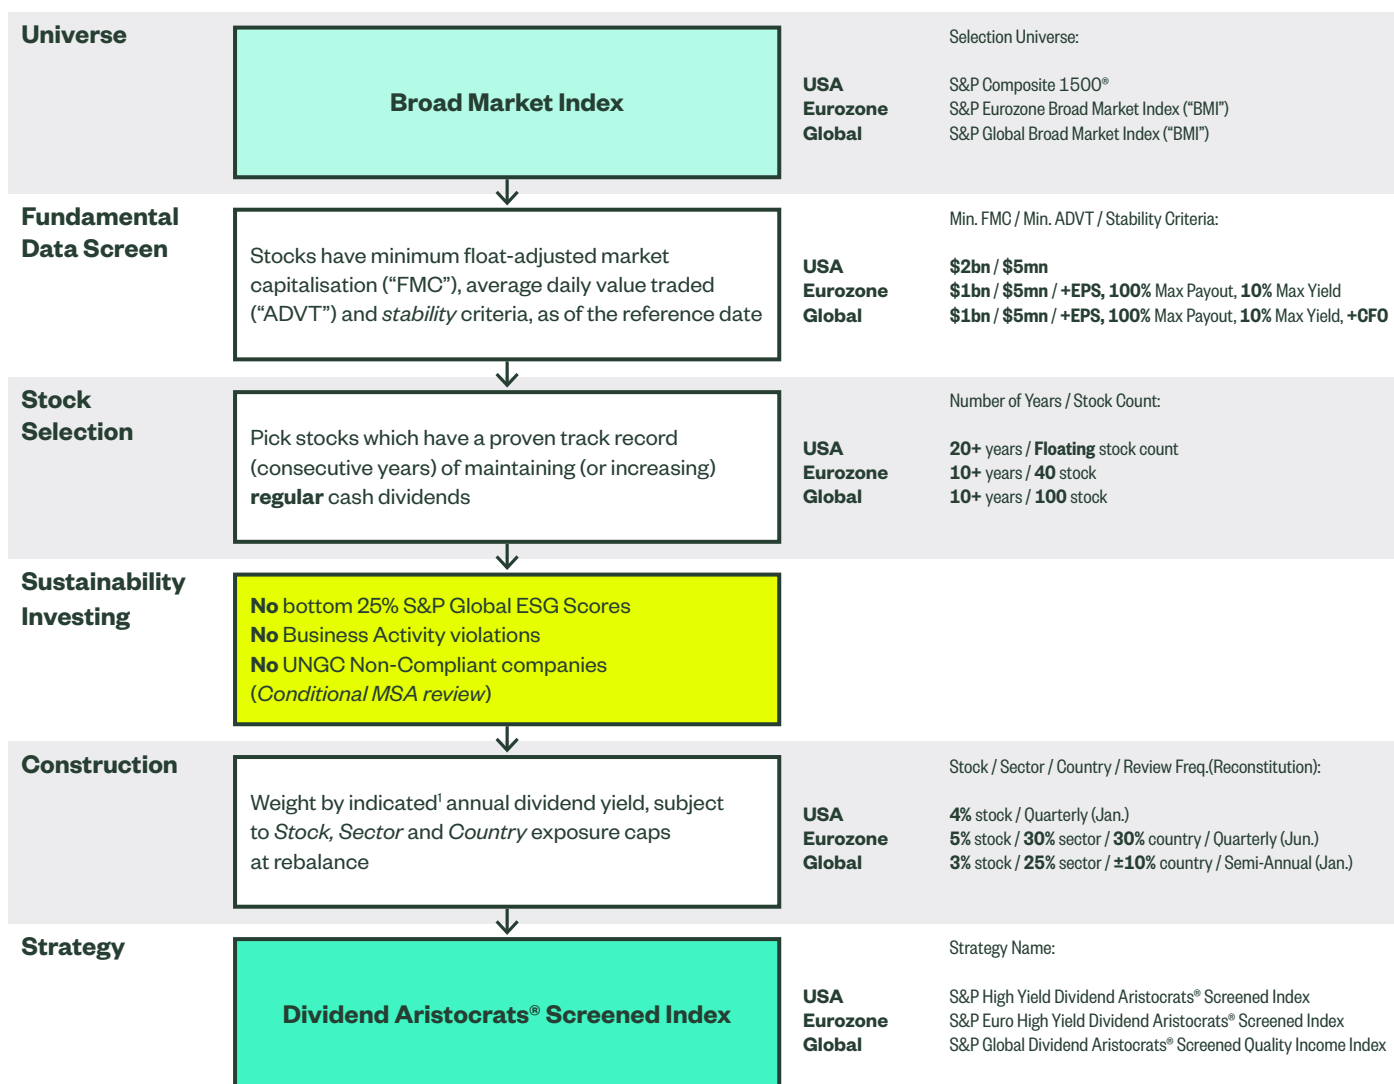 Universe
Broad Market Index
Selection Universe:
USA S&P Composite 1500®
Eurozone S&P Eurozone Broad Market Index (“BMI”)
Global S&P Global Broad Market Index (“BMI”)
Fundamental
Data Screen
Stocks have minimum float-adjusted market
capitalisation (“FMC”), average daily value traded
(“ADVT”) and stability criteria, as of the reference date
Min. FMC / Min. ADVT / Stability Criteria:
USA $2bn / $5mn
Eurozone $1bn / $5mn / +EPS, 100% Max Payout, 10% Max Yield
Global $1bn / $5mn / +EPS, 100% Max Payout, 10% Max Yield, +CFO
Stock
Selection
Pick stocks which have a proven track record
(consecutive years) of maintaining (or increasing)
regular cash dividends
Number of Years / Stock Count:
USA 20+ years / Floating stock count
Eurozone 10+ years / 40 stock
Global 10+ years / 100 stock
Sustainability
Investing
No bottom 25% S&P Global ESG Scores
No Business Activity violations
No UNGC Non-Compliant companies
(Conditional MSA review)
Construction
Weight by indicated¹ annual dividend yield, subject
to Stock, Sector and Country exposure caps
at rebalance
Stock / Sector / Country / Review Freq.(Reconstitution):
USA 4% stock / Quarterly (Jan.)
Eurozone 5% stock / 30% sector / 30% country / Quarterly (Jun.)
Global 3% stock / 25% sector / ±10% country / Semi-Annual (Jan.)
Strategy
Dividend Aristocrats® Screened Index
Strategy Name:
USA S&P High Yield Dividend Aristocrats® Screened Index
Eurozone S&P Euro High Yield Dividend Aristocrats® Screened Index
Global S&P Global Dividend Aristocrats® Screened Quality Income Index